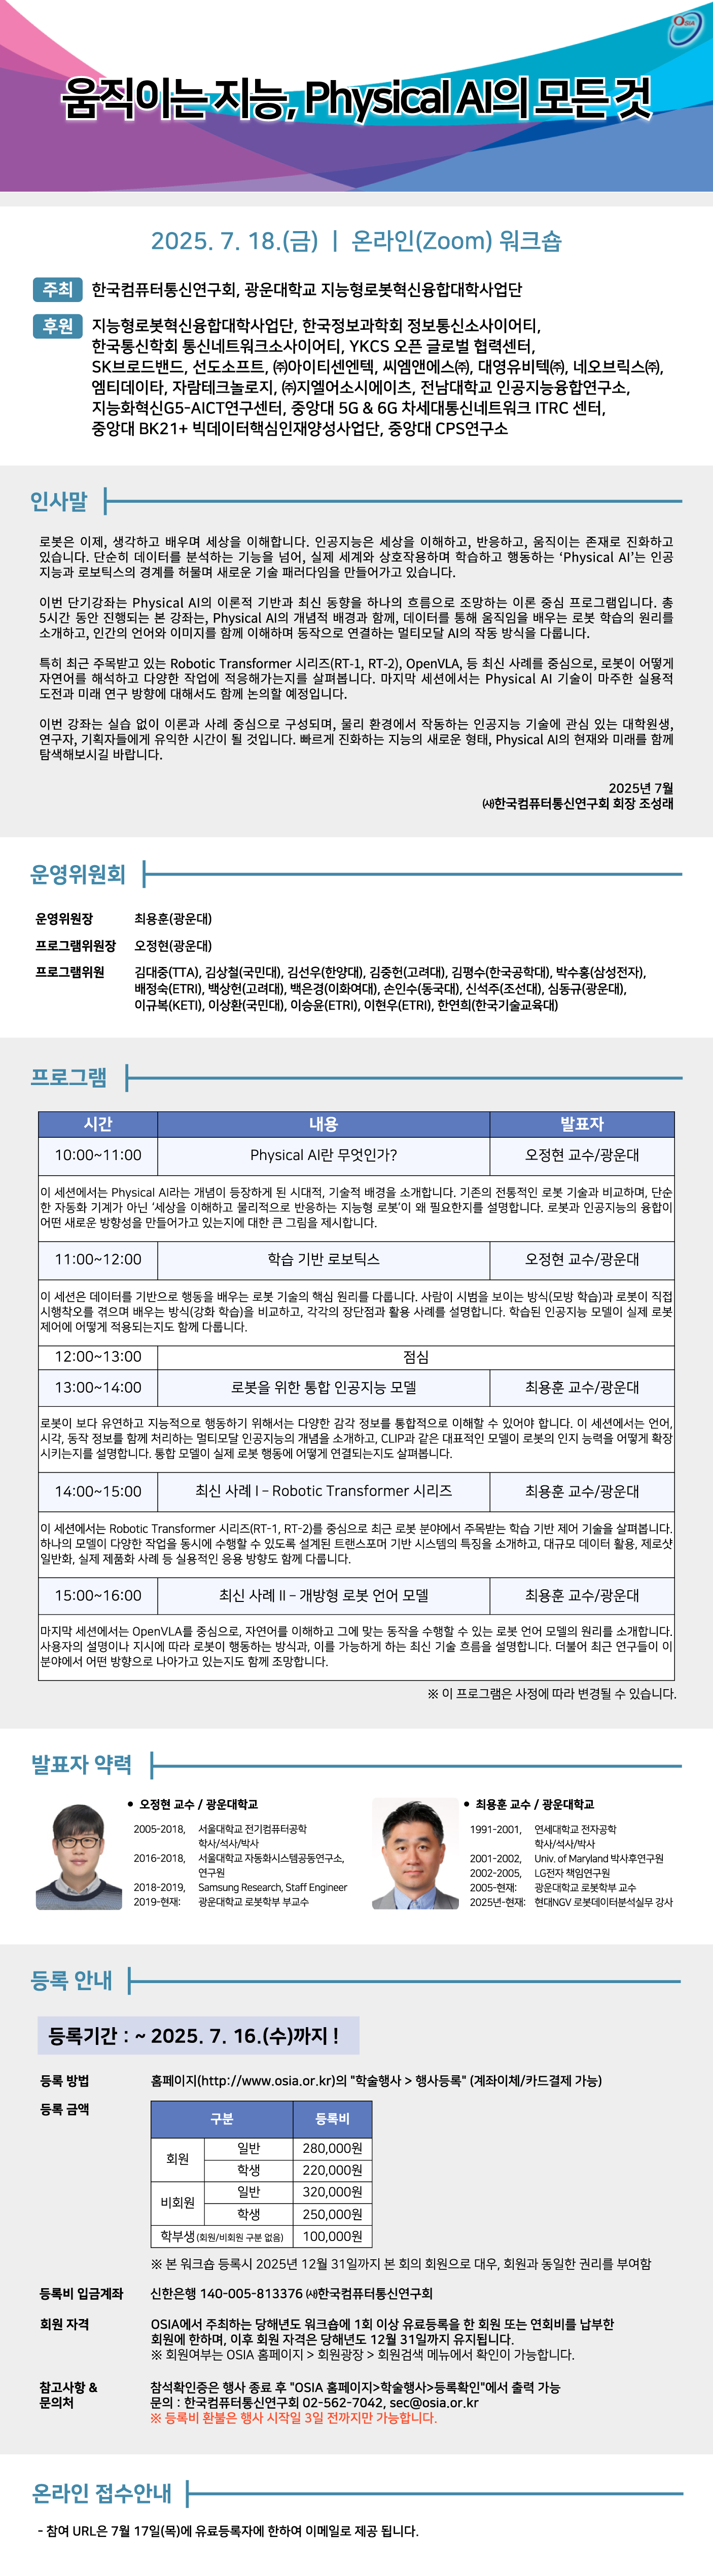 OSIA
움직이는 지능, Physical AI의 모든 것
2025. 7. 18.(금) ㅣ 온라인(Zoom) 워크숍
주최 한국컴퓨터통신연구회, 광운대학교 지능형로봇혁신융합대학사업단
후원 지능형로봇혁신융합대학사업단, 한국정보과학회 정보통신소사이어티,
한국통신학회 통신네트워크소사이어티, YKCS 오픈 글로벌 협력센터,
SK브로드밴드, 선도소프트, ㈜아이티센엔텍, 씨엠앤에스㈜, 대영유비텍㈜, 네오브릭스㈜,
엠티데이타, 자람테크놀로지, ㈜지엘어소시에이츠, 전남대학교 인공지능융합연구소,
지능화혁신G5-AICT연구센터, 중앙대 5G & 6G 차세대통신네트워크 ITRC 센터,
중앙대 BK21+ 빅데이터핵심인재양성사업단, 중앙대 CPS연구소
인사말
로봇은 이제, 생각하고 배우며 세상을 이해합니다. 인공지능은 세상을 이해하고, 반응하고, 움직이는 존재로 진화하고
있습니다. 단순히 데이터를 분석하는 기능을 넘어, 실제 세계와 상호작용하며 학습하고 행동하는 ‘Physical AI’는 인공
지능과 로보틱스의 경계를 허물며 새로운 기술 패러다임을 만들어가고 있습니다.
이번 단기강좌는 Physical AI의 이론적 기반과 최신 동향을 하나의 흐름으로 조망하는 이론 중심 프로그램입니다. 총
5시간 동안 진행되는 본 강좌는, Physical AI의 개념적 배경과 함께, 데이터를 통해 움직임을 배우는 로봇 학습의 원리를
소개하고, 인간의 언어와 이미지를 함께 이해하며 동작으로 연결하는 멀티모달 AI의 작동 방식을 다룹니다.
특히 최근 주목받고 있는 Robotic Transformer 시리즈(RT-1, RT-2), OpenVLA, 등 최신 사례를 중심으로, 로봇이 어떻게
자연어를 해석하고 다양한 작업에 적응해가는지를 살펴봅니다. 마지막 세션에서는 Physical AI 기술이 마주한 실용적
도전과 미래 연구 방향에 대해서도 함께 논의할 예정입니다.
이번 강좌는 실습 없이 이론과 사례 중심으로 구성되며, 물리 환경에서 작동하는 인공지능 기술에 관심 있는 대학원생,
연구자, 기획자들에게 유익한 시간이 될 것입니다. 빠르게 진화하는 지능의 새로운 형태, Physical AI의 현재와 미래를 함께
탐색해보시길 바랍니다.
2025년 7월
㈔한국컴퓨터통신연구회 회장 조성래
운영위원회
운영위원장 최용훈(광운대)
프로그램위원장 오정현(광운대)
프로그램위원 김대중(TTA), 김상철(국민대), 김선우(한양대), 김중헌(고려대), 김평수(한국공학대), 박수홍(삼성전자),
배정숙(ETRI), 백상헌(고려대), 백은경(이화여대), 손인수(동국대), 신석주(조선대), 심동규(광운대),
이규복(KETI), 이상환(국민대), 이승윤(ETRI), 이현우(ETRI), 한연희(한국기술교육대)
프로그램
시간 내용 발표자
10:00~11:00 Physical AI란 무엇인가? 오정현 교수/광운대
이 세션에서는 Physical AI라는 개념이 등장하게 된 시대적, 기술적 배경을 소개합니다. 기존의 전통적인 로봇 기술과 비교하며, 단순
한 자동화 기계가 아닌 ‘세상을 이해하고 물리적으로 반응하는 지능형 로봇’이 왜 필요한지를 설명합니다. 로봇과 인공지능의 융합이
어떤 새로운 방향성을 만들어가고 있는지에 대한 큰 그림을 제시합니다.
11:00~12:00 학습 기반 로보틱스 오정현 교수/광운대
이 세션은 데이터를 기반으로 행동을 배우는 로봇 기술의 핵심 원리를 다룹니다. 사람이 시범을 보이는 방식(모방 학습)과 로봇이 직접
시행착오를 겪으며 배우는 방식(강화 학습)을 비교하고, 각각의 장단점과 활용 사례를 설명합니다. 학습된 인공지능 모델이 실제 로봇
제어에 어떻게 적용되는지도 함께 다룹니다.
12:00~13:00 점심
13:00~14:00 로봇을 위한 통합 인공지능 모델 최용훈 교수/광운대
로봇이 보다 유연하고 지능적으로 행동하기 위해서는 다양한 감각 정보를 통합적으로 이해할 수 있어야 합니다. 이 세션에서는 언어,
시각, 동작 정보를 함께 처리하는 멀티모달 인공지능의 개념을 소개하고, CLIP과 같은 대표적인 모델이 로봇의 인지 능력을 어떻게 확장
시키는지를 설명합니다. 통합 모델이 실제 로봇 행동에 어떻게 연결되는지도 살펴봅니다.
14:00~15:00 최신 사례 I – Robotic Transformer 시리즈 최용훈 교수/광운대
이 세션에서는 Robotic Transformer 시리즈(RT-1, RT-2)를 중심으로 최근 로봇 분야에서 주목받는 학습 기반 제어 기술을 살펴봅니다.
하나의 모델이 다양한 작업을 동시에 수행할 수 있도록 설계된 트랜스포머 기반 시스템의 특징을 소개하고, 대규모 데이터 활용, 제로샷
일반화, 실제 제품화 사례 등 실용적인 응용 방향도 함께 다룹니다.
15:00~16:00 최신 사례 II – 개방형 로봇 언어 모델 최용훈 교수/광운대
마지막 세션에서는 OpenVLA를 중심으로, 자연어를 이해하고 그에 맞는 동작을 수행할 수 있는 로봇 언어 모델의 원리를 소개합니다.
사용자의 설명이나 지시에 따라 로봇이 행동하는 방식과, 이를 가능하게 하는 최신 기술 흐름을 설명합니다. 더불어 최근 연구들이 이
분야에서 어떤 방향으로 나아가고 있는지도 함께 조망합니다.
※ 이 프로그램은 사정에 따라 변경될 수 있습니다.
발표자 약력
• 오정현 교수 / 광운대학교
2005-2018, 서울대학교 전기컴퓨터공학
학사/석사/박사
2016-2018, 서울대학교 자동화시스템공동연구소,
연구원
2018-2019, Samsung Research, Staff Engineer
2019-현재: 광운대학교 로봇학부 부교수
• 최용훈 교수 / 광운대학교
1991-2001, 연세대학교 전자공학
학사/석사/박사
2001-2002, Univ. of Maryland 박사후연구원
2002-2005, LG전자 책임연구원
2005-현재: 광운대학교 로봇학부 교수
2025년-현재: 현대NGV 로봇데이터분석실무 강사
등록 안내
등록기간 : ~ 2025. 7. 16.(수)까지 !
등록 방법 홈페이지(http://www.osia.or.kr)의 "학술행사 > 행사등록" (계좌이체/카드결제 가능)
등록 금액
구분 등록비
회원 일반 280,000원
학생 220,000원
비회원 일반 320,000원
학생 250,000원
학부생(회원/비회원 구분 없음) 100,000원
※ 본 워크숍 등록시 2025년 12월 31일까지 본 회의 회원으로 대우, 회원과 동일한 권리를 부여함
등록비 입금계좌 신한은행 140-005-813376 ㈔한국컴퓨터통신연구회
회원 자격 OSIA에서 주최하는 당해년도 워크숍에 1회 이상 유료등록을 한 회원 또는 연회비를 납부한
회원에 한하며, 이후 회원 자격은 당해년도 12월 31일까지 유지됩니다.
※ 회원여부는 OSIA 홈페이지 > 회원광장 > 회원검색 메뉴에서 확인이 가능합니다.
참고사항 & 참석확인증은 행사 종료 후 "OSIA 홈페이지>학술행사>등록확인"에서 출력 가능
문의처 문의 : 한국컴퓨터통신연구회 02-562-7042, sec@osia.or.kr
※ 등록비 환불은 행사 시작일 3일 전까지만 가능합니다.
온라인 접수안내
- 참여 URL은 7월 17일(목)에 유료등록자에 한하여 이메일로 제공 됩니다.